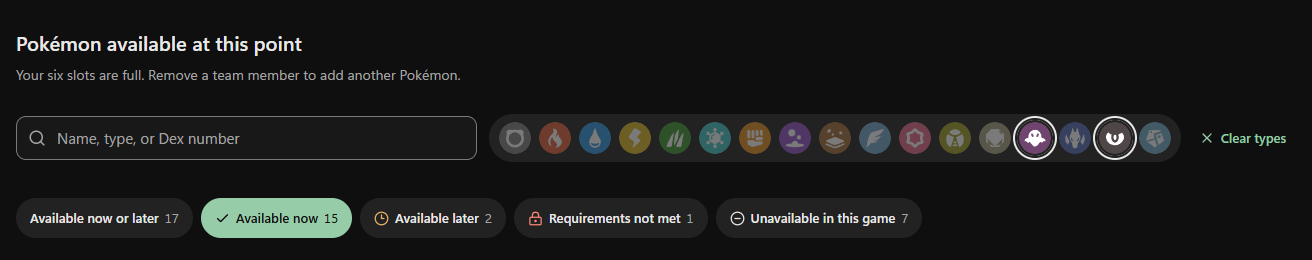 Pokémon available at this point
Your six slots are full. Remove a team member to add another Pokémon.
Name, type, or Dex number
Clear types
Available now or later 17
Available now 15
Available later 2
Requirements not met 1
Unavailable in this game 7